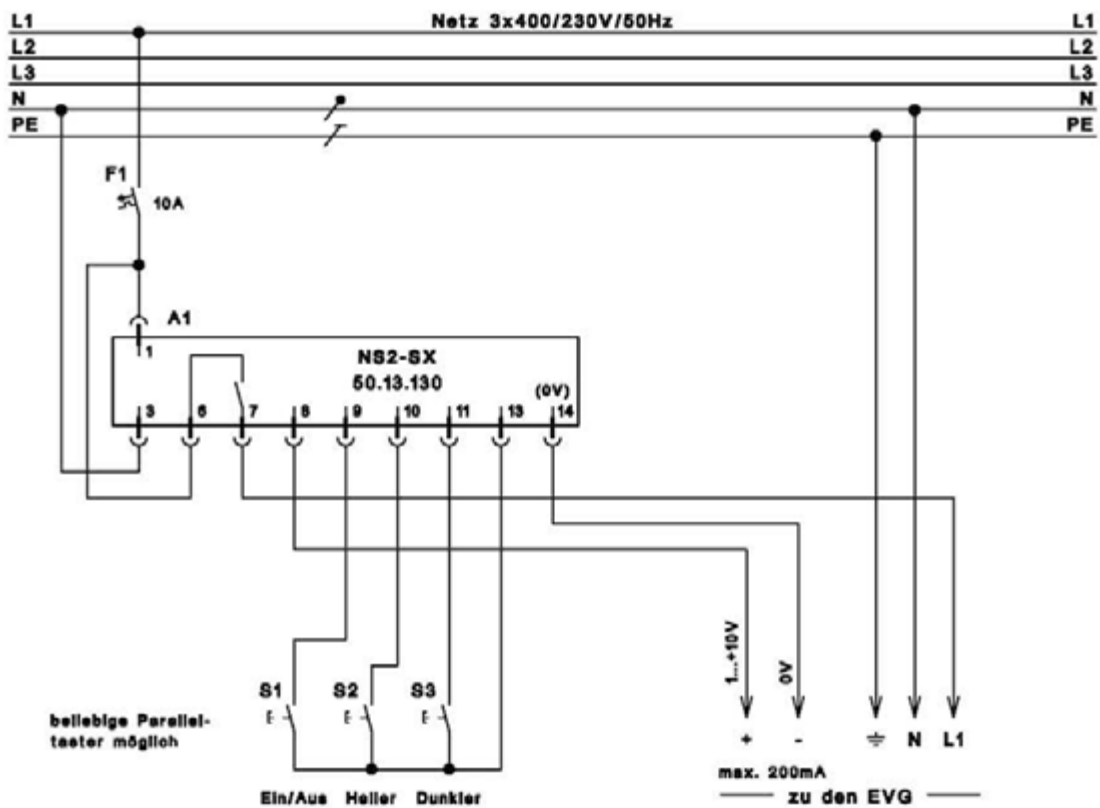 L1 Netz 3x400/230V/50Hz L1
L2 L2
L3 L3
N N
PE PE
F1
10A
A1
1
NS2-SX
50.13.130
(0V)
3 6 7 8 9 10 11 13 14
1...+10V
0V
S1 S2 S3
E E E
beliebige Parallel-
taster möglich
+ - N L1
max. 200mA
zu den EVG
Ein/Aus Heller Dunkler